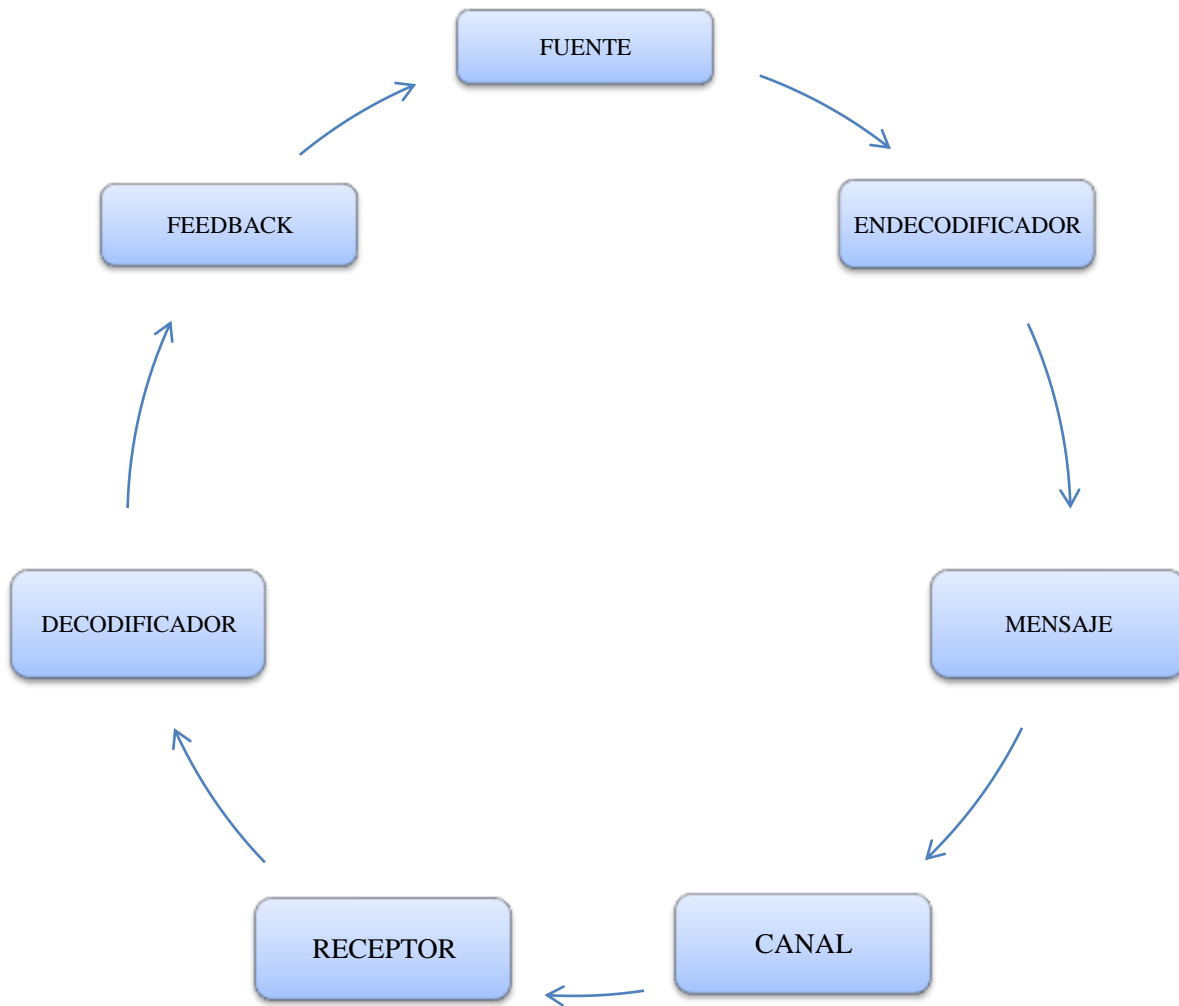 FUENTE
ENDECODIFICADOR
MENSAJE
CANAL
RECEPTOR
DECODIFICADOR
FEEDBACK